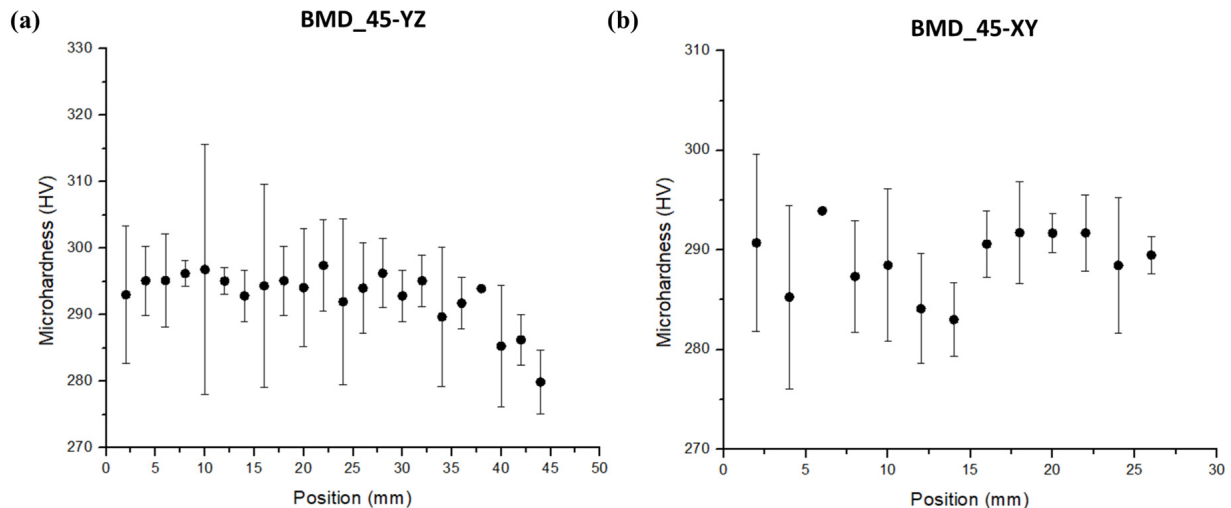 (a)
BMD_45-YZ
330
320
310
300
290
280
270
0 5 10 15 20 25 30 35 40 45 50
Microhardness (HV)
Position (mm)
(b)
BMD_45-XY
310
300
290
280
270
0 5 10 15 20 25 30
Microhardness (HV)
Position (mm)